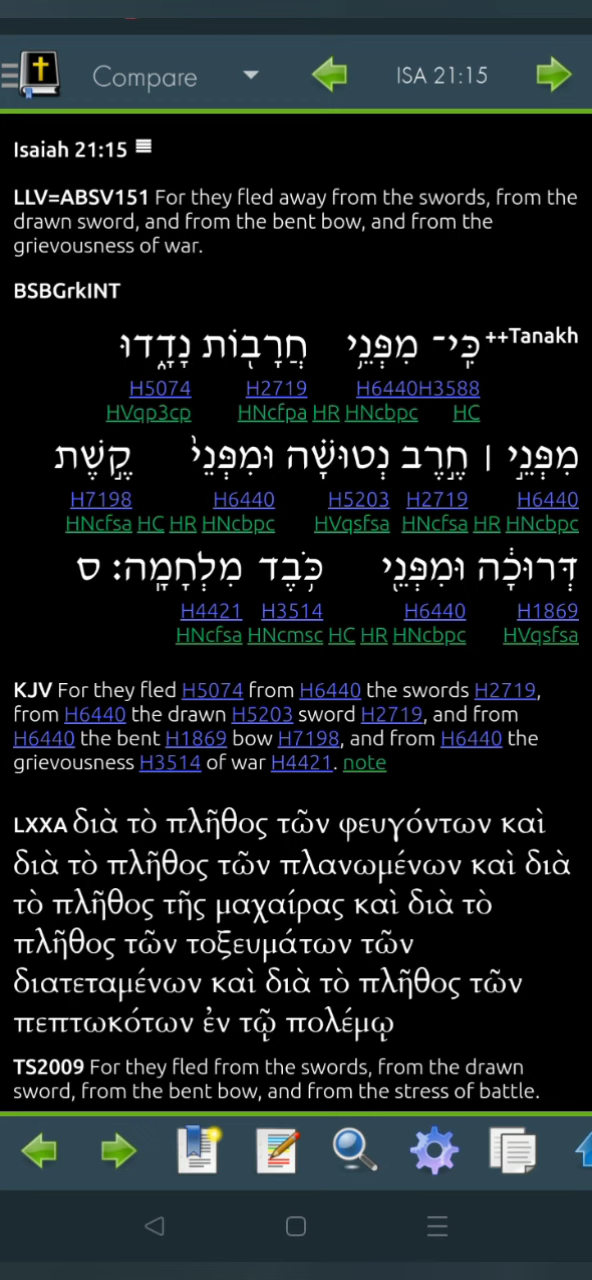 Compare
ISA 21:15
Isaiah 21:15
LLV=ABSV151 For they fled away from the swords, from the
drawn sword, and from the bent bow, and from the
grievousness of war.
BSBGrkINT
++Tanakh כִּֽי־ מִפְּנֵ֥י חֲרָב֖וֹת נָדָ֑דוּ
H5074 H2719 H6440H3588
HVqp3cp HNcfpa HR HNcbpc HC
מִפְּנֵ֣י ׀ חֶ֣רֶב נְטוּשָׁ֗ה וּמִפְּנֵי֙ קֶ֣שֶׁת
H7198 H6440 H5203 H2719 H6440
HNcfsa HC HR HNcbpc HVqsfsa HNcfsa HR HNcbpc
דְּרוּכָ֔ה וּמִפְּנֵ֖י כֹּ֥בֶד מִלְחָמָֽה׃ ס
H4421 H3514 H6440 H1869
HNcfsa HNcmsc HC HR HNcbpc HVqsfsa
KJV For they fled H5074 from H6440 the swords H2719,
from H6440 the drawn H5203 sword H2719, and from
H6440 the bent H1869 bow H7198, and from H6440 the
grievousness H3514 of war H4421. note
LXXA διὰ τὸ πλῆθος τῶν φευγόντων καὶ
διὰ τὸ πλῆθος τῶν πλανωμένων καὶ διὰ
τὸ πλῆθος τῆς μαχαίρας καὶ διὰ τὸ
πλῆθος τῶν τοξευμάτων τῶν
διατεταμένων καὶ διὰ τὸ πλῆθος τῶν
πεπτωκότων ἐν τῷ πολέμῳ
TS2009 For they fled from the swords, from the drawn
sword, from the bent bow, and from the stress of battle.